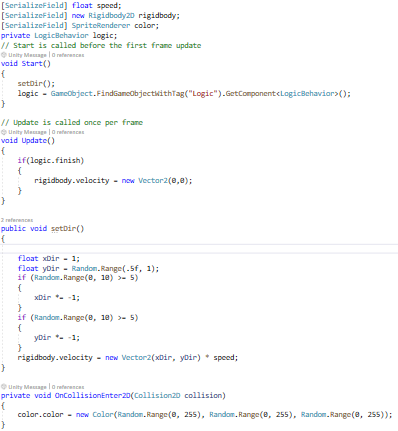 [SerializeField] float speed;
[SerializeField] new Rigidbody2D rigidbody;
[SerializeField] SpriteRenderer color;
private LogicBehavior logic;
// Start is called before the first frame update
Unity Message | 0 references
void Start()
{
setDir();
logic = GameObject.FindGameObjectWithTag("Logic").GetComponent<LogicBehavior>();
}
// Update is called once per frame
Unity Message | 0 references
void Update()
{
if(logic.finish)
{
rigidbody.velocity = new Vector2(0,0);
}
}
2 references
public void setDir()
{
float xDir = 1;
float yDir = Random.Range(.5f, 1);
if (Random.Range(0, 10) >= 5)
{
xDir *= -1;
}
if (Random.Range(0, 10) >= 5)
{
yDir *= -1;
}
rigidbody.velocity = new Vector2(xDir, yDir) * speed;
}
Unity Message | 0 references
private void OnCollisionEnter2D(Collision2D collision)
{
color.color = new Color(Random.Range(0, 255), Random.Range(0, 255), Random.Range(0, 255));
}